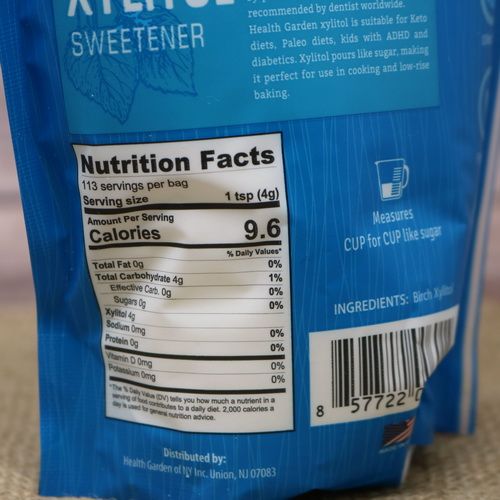 XYLITOL
SWEETENER
recommended by dentist worldwide.
Health Garden xylitol is suitable for Keto
diets, Paleo diets, kids with ADHD and
diabetics. Xylitol pours like sugar, making
it perfect for use in cooking and low-rise
baking.
Nutrition Facts
113 servings per bag
Serving size 1 tsp (4g)
Amount Per Serving
Calories 9.6
% Daily Values*
Total Fat 0g 0%
Total Carbohydrate 4g 1%
Effective Carb. 0g 0%
Sugars 0g 0%
Xylitol 4g
Sodium 0mg 0%
Protein 0g 0%
Vitamin D 0mg 0%
Potassium 0mg 0%
*The % Daily Value (DV) tells you how much a nutrient in a
serving of food contributes to a daily diet. 2,000 calories a
day is used for general nutrition advice.
Measures
CUP for CUP like sugar
INGREDIENTS: Birch Xylitol
8 57722 0
Distributed by:
Health Garden of NY Inc. Union, NJ 07083